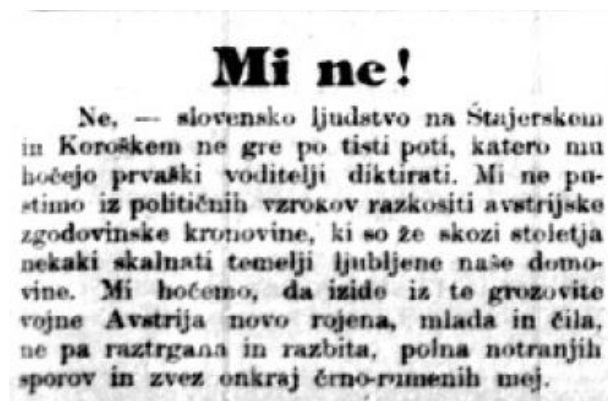 Mi ne!
Ne, — slovensko ljudstvo na Štajerskem
in Koroškem ne gre po tisti poti, katero mu
hočejo prvaški voditelji diktirati. Mi ne pu-
stimo iz političnih vzrokov razkositi avstrijske
zgodovinske kronovine, ki so že skozi stoletja
nekaki skalnati temelji ljubljene naše domo-
vine. Mi hočemo, da izide iz te grozovite
vojne Avstrija novo rojena, mlada in čila,
ne pa raztrgana in razbita, polna notranjih
sporov in zvez onkraj črno-rumenih mej.